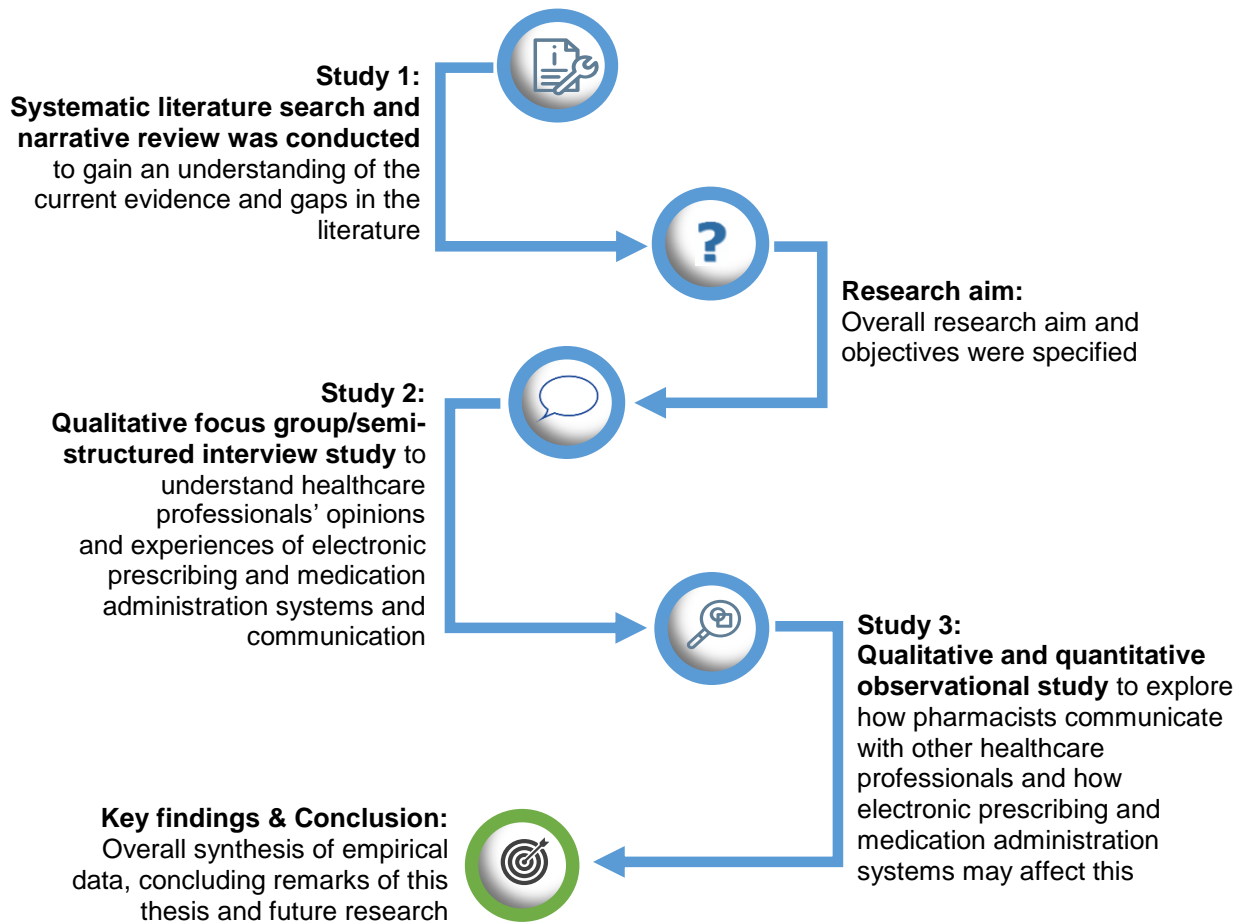 Study 1:
Systematic literature search and
narrative review was conducted
to gain an understanding of the
current evidence and gaps in the
literature
?
Research aim:
Overall research aim and
objectives were specified
Study 2:
Qualitative focus group/semi-
structured interview study to
understand healthcare
professionals’ opinions
and experiences of electronic
prescribing and medication
administration systems and
communication
Study 3:
Qualitative and quantitative
observational study to explore
how pharmacists communicate
with other healthcare
professionals and how
electronic prescribing and
medication administration
systems may affect this
Key findings & Conclusion:
Overall synthesis of empirical
data, concluding remarks of this
thesis and future research